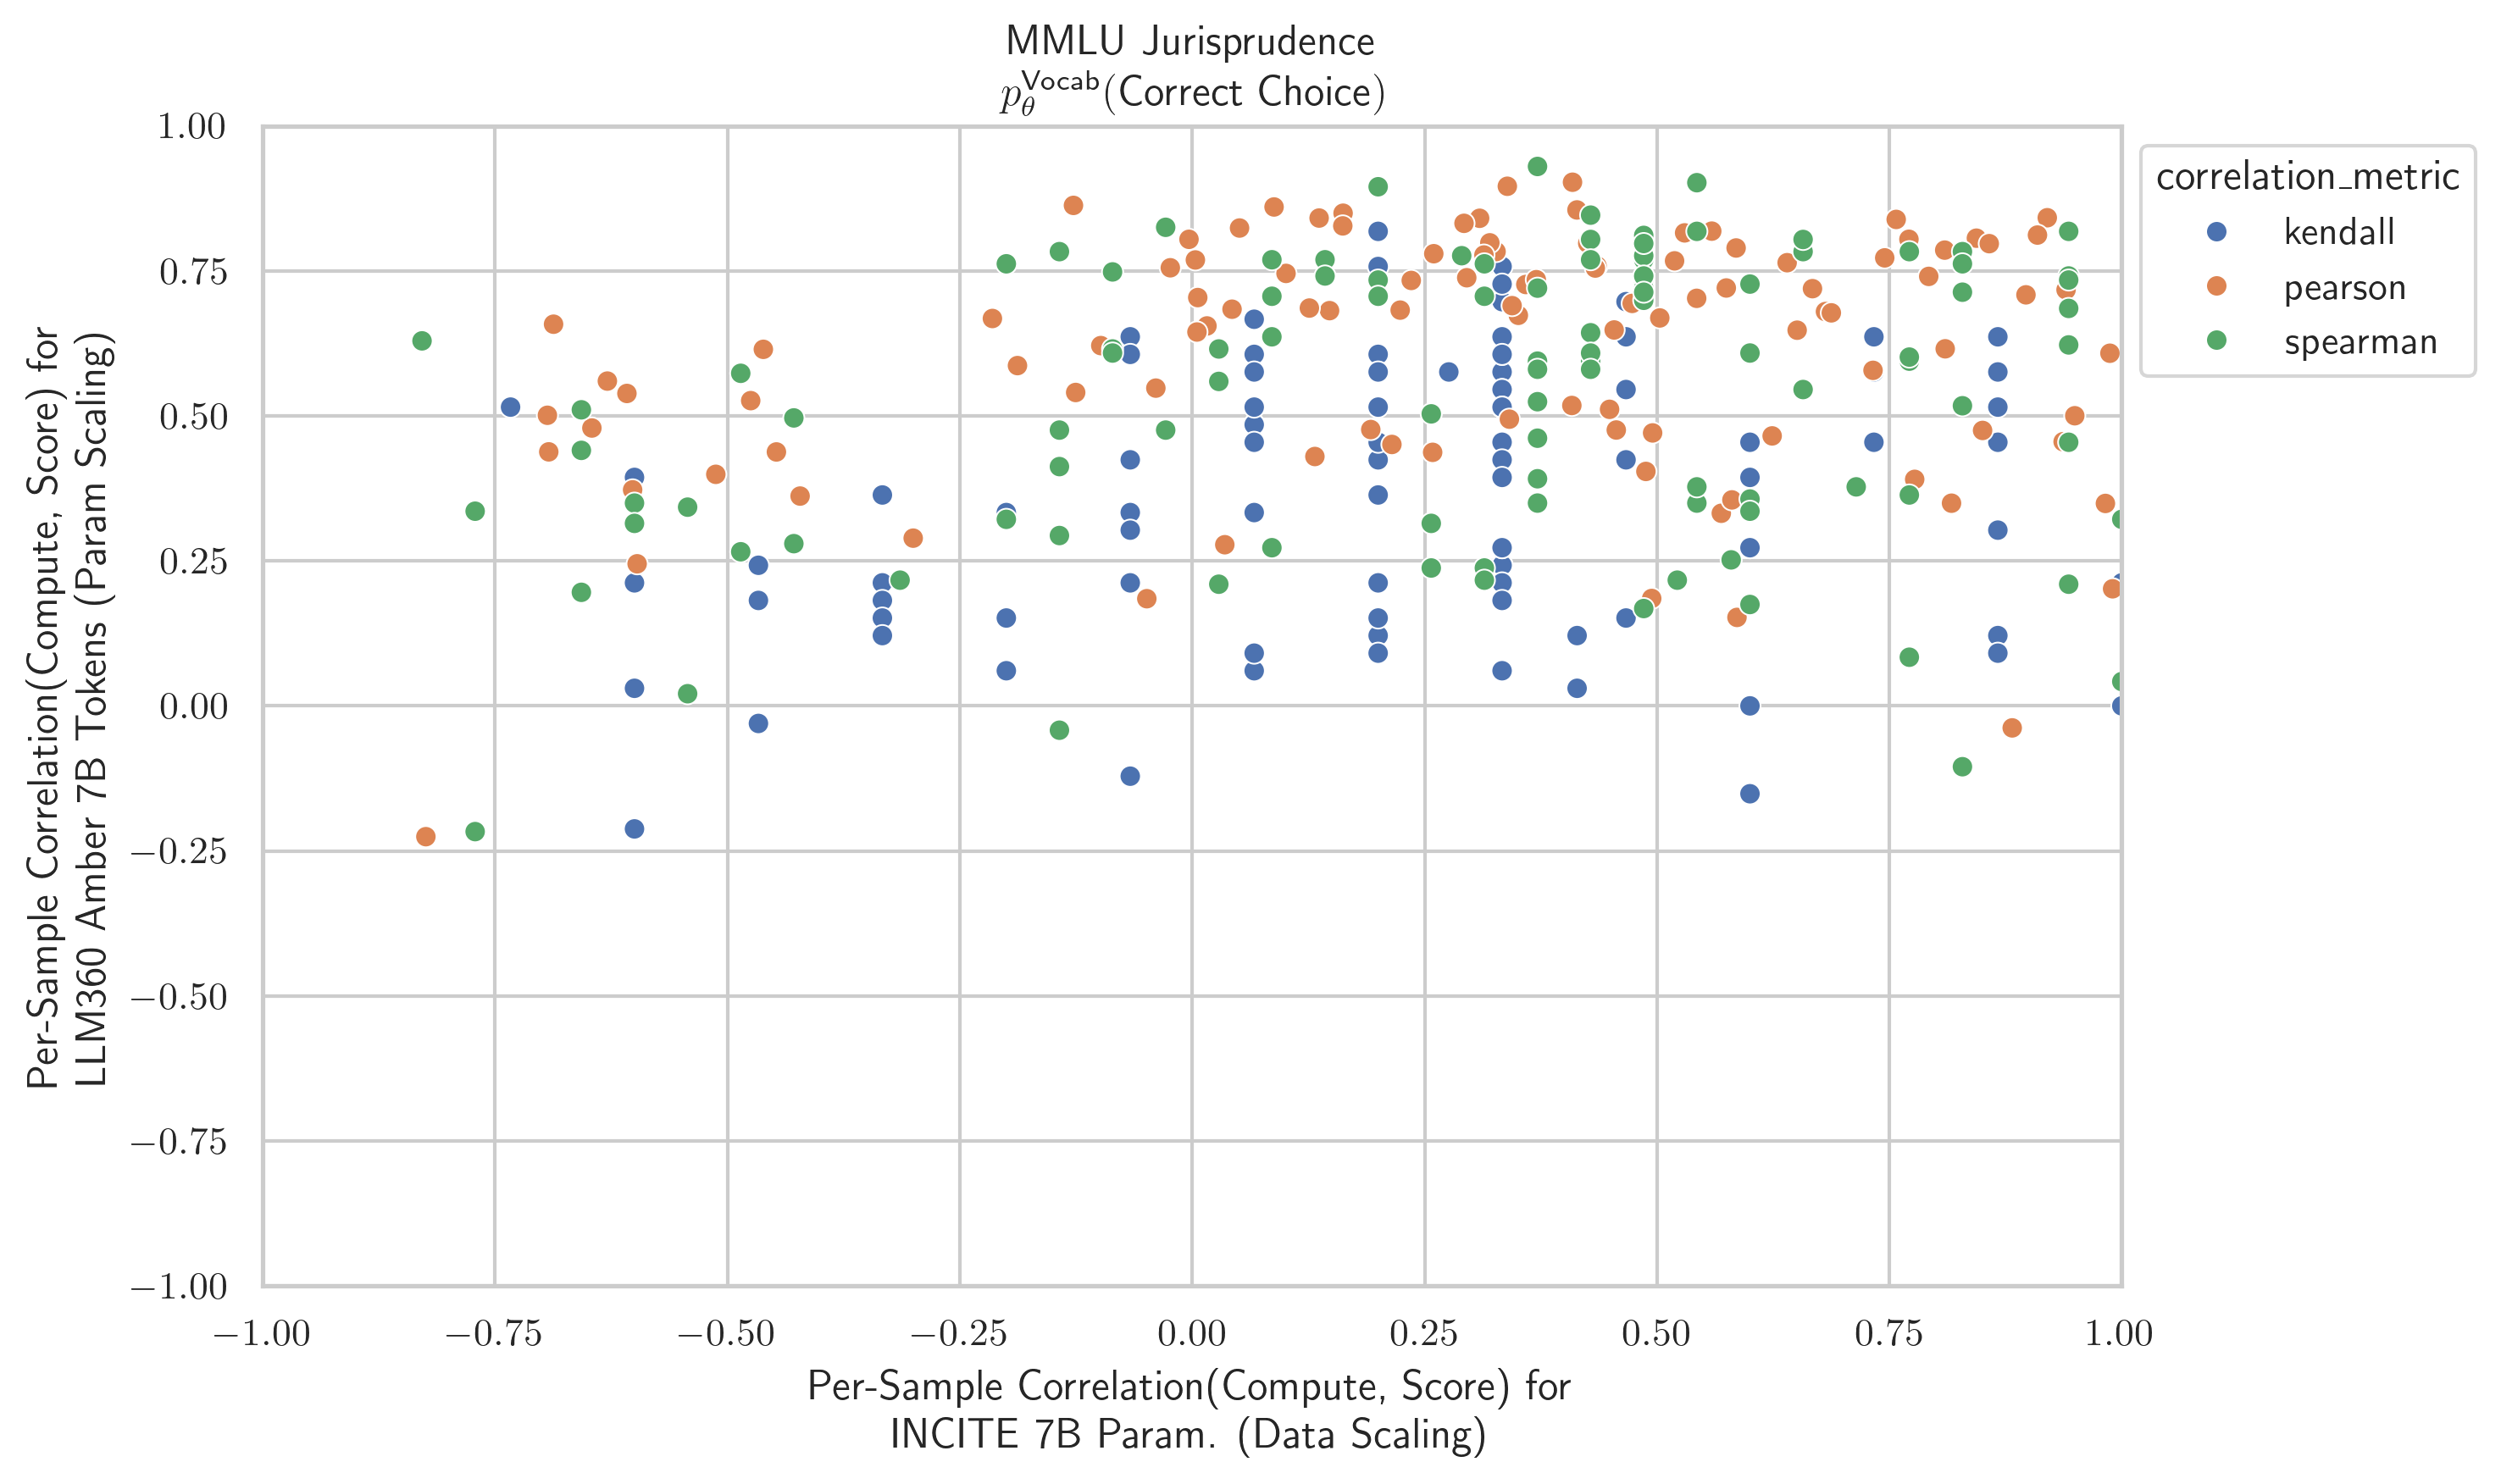 MMLU Jurisprudence
p_θ^Vocab(Correct Choice)
Per-Sample Correlation(Compute, Score) for
LLM360 Amber 7B Tokens (Param Scaling)
1.00
0.75
0.50
0.25
0.00
−0.25
−0.50
−0.75
−1.00
−1.00 −0.75 −0.50 −0.25 0.00 0.25 0.50 0.75 1.00
Per-Sample Correlation(Compute, Score) for
INCITE 7B Param. (Data Scaling)
correlation_metric
kendall
pearson
spearman